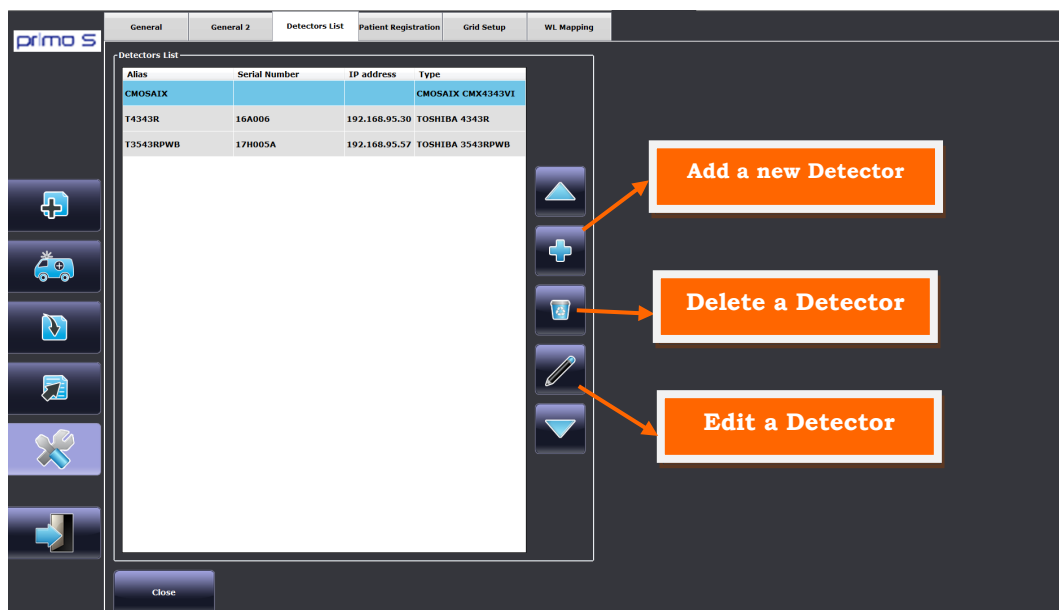 primo S
General General 2 Detectors List Patient Registration Grid Setup WL Mapping
Detectors List
Alias Serial Number IP address Type
CMOSAIX CMOSAIX CMX4343VI
T4343R 16A006 192.168.95.30 TOSHIBA 4343R
T3543RPWB 17H005A 192.168.95.57 TOSHIBA 3543RPWB
Add a new Detector
Delete a Detector
Edit a Detector
Close